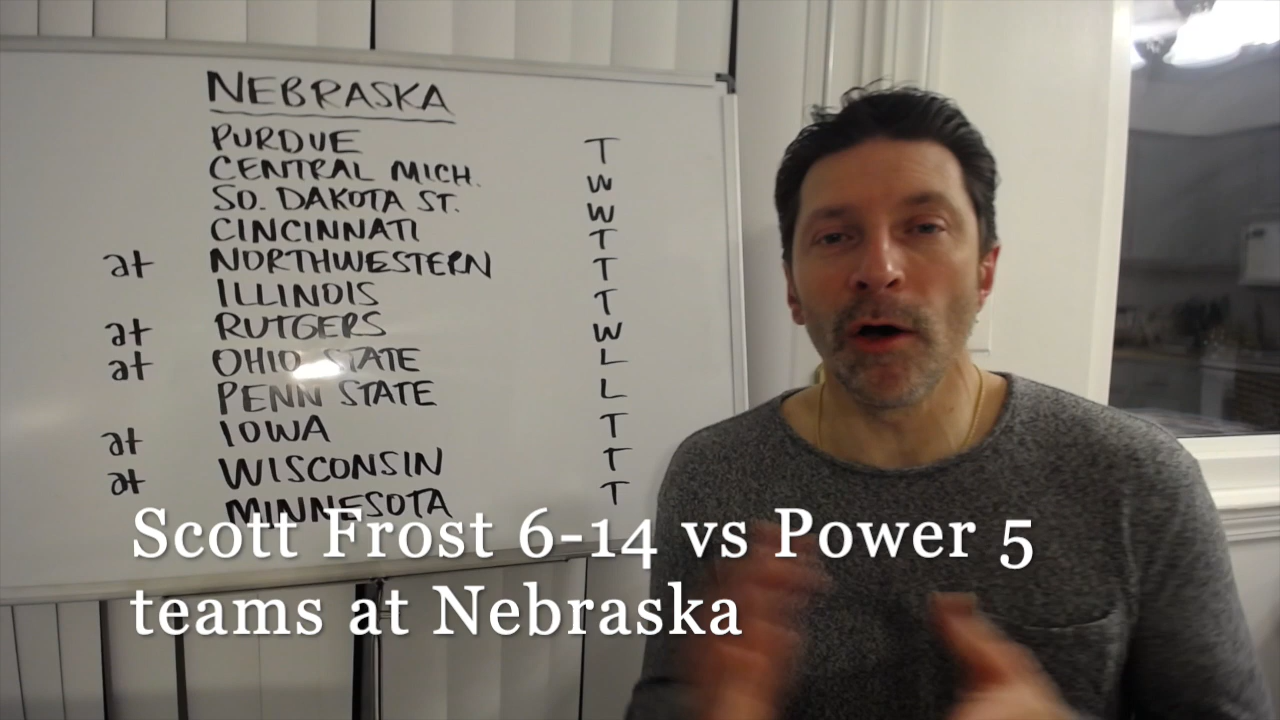 NEBRASKA
PURDUE T
CENTRAL MICH. W
SO. DAKOTA ST. W
CINCINNATI T
at NORTHWESTERN T
ILLINOIS T
at RUTGERS W
at OHIO STATE L
PENN STATE L
at IOWA T
at WISCONSIN T
MINNESOTA T
Scott Frost 6-14 vs Power 5
teams at Nebraska